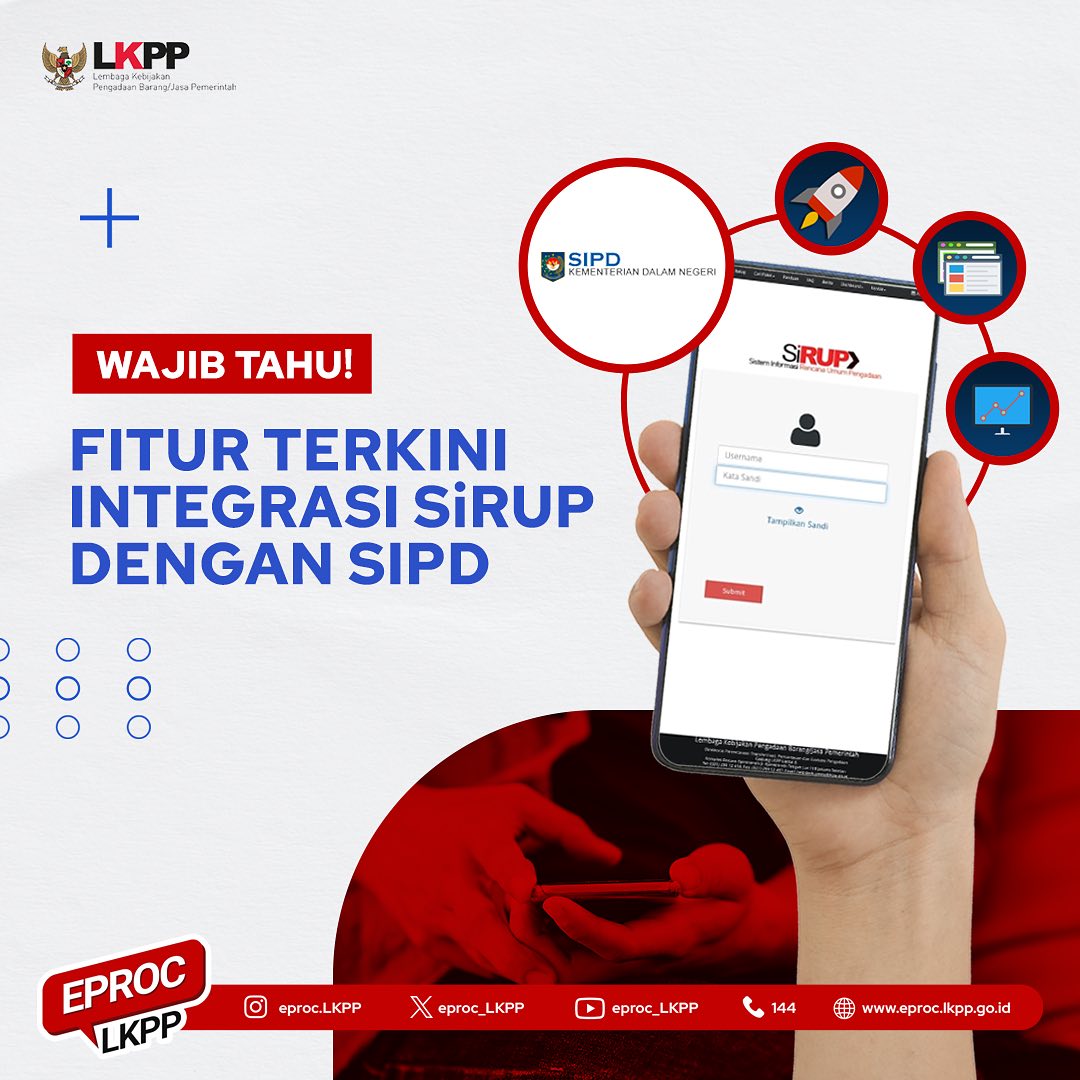 LKPP
Lembaga Kebijakan
Pengadaan Barang/Jasa Pemerintah
SIPD
KEMENTERIAN DALAM NEGERI
WAJIB TAHU!
FITUR TERKINI
INTEGRASI SiRUP
DENGAN SIPD
SiRUP
Sistem Informasi Rencana Umum Pengadaan
Username
Kata Sandi
Tampilkan Sandi
Submit
Lembaga Kebijakan Pengadaan Barang/Jasa Pemerintah
EPROC
LKPP
eproc.LKPP
eproc_LKPP
eproc_LKPP
144
www.eproc.lkpp.go.id